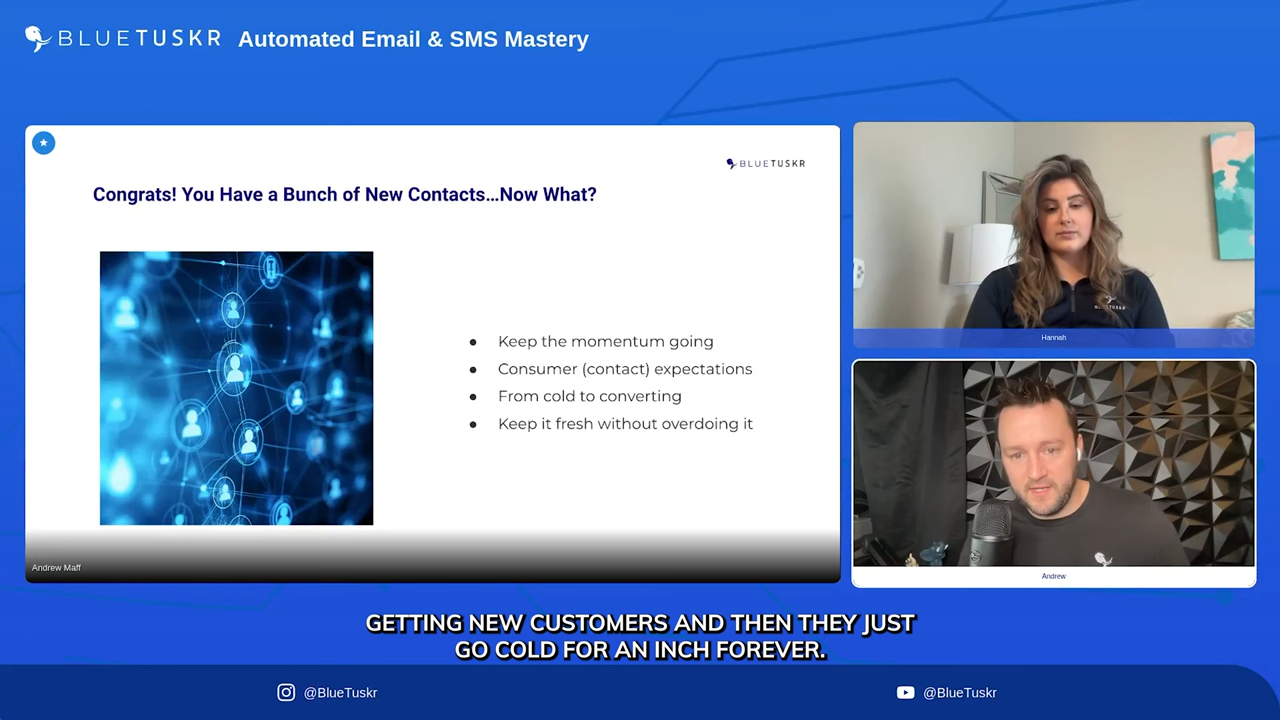 BLUETUSKR Automated Email & SMS Mastery
BLUETUSKR
Congrats! You Have a Bunch of New Contacts...Now What?
● Keep the momentum going
● Consumer (contact) expectations
● From cold to converting
● Keep it fresh without overdoing it
Andrew Maff
BLUETUSKR
Hannah
Andrew
GETTING NEW CUSTOMERS AND THEN THEY JUST
GO COLD FOR AN INCH FOREVER.
@BlueTuskr
@BlueTuskr